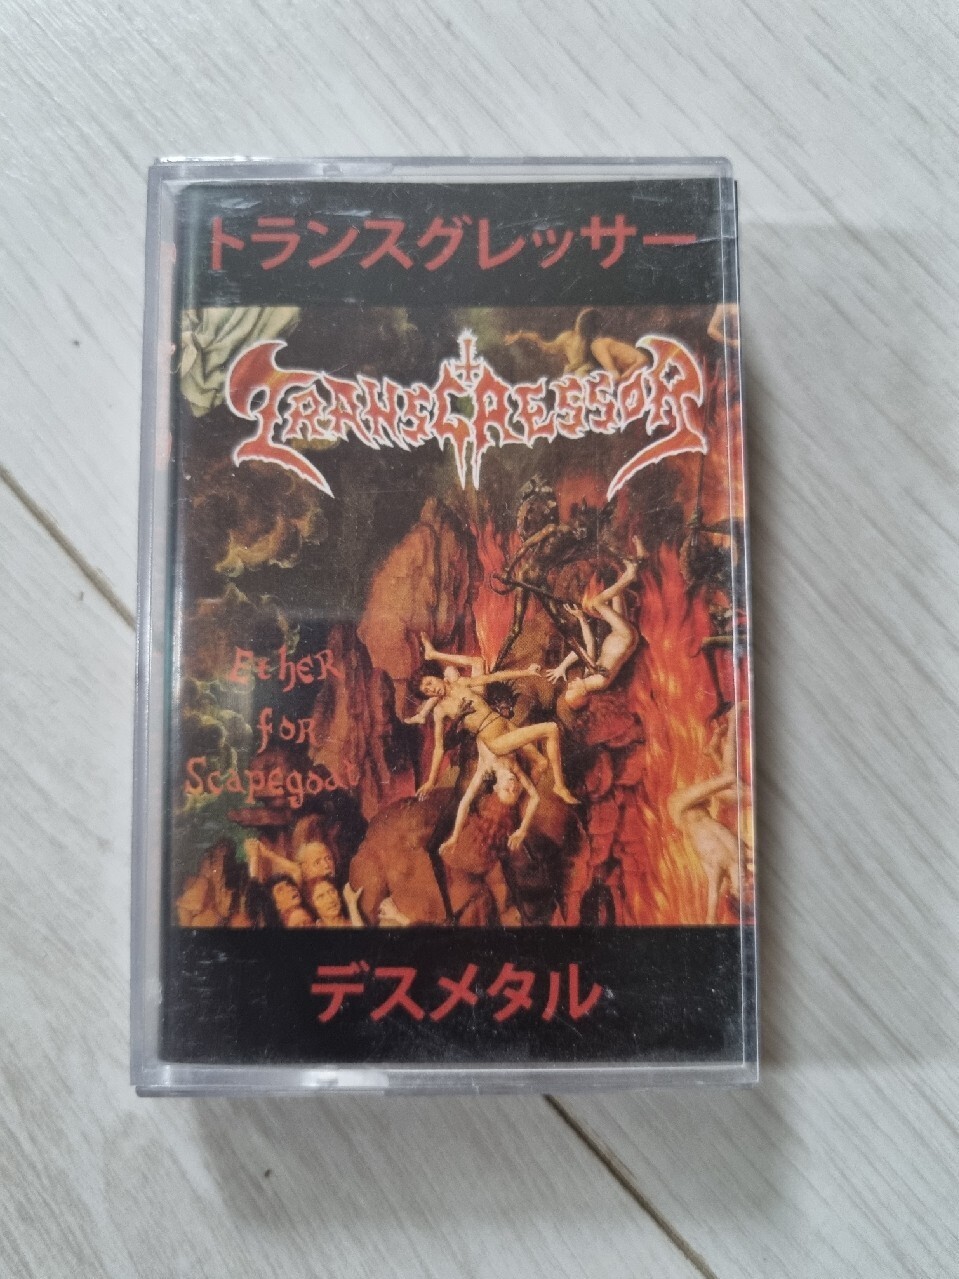 トランスグレッサー
TRANSGRESSOR
Ether
for
Scapegoat
デスメタル